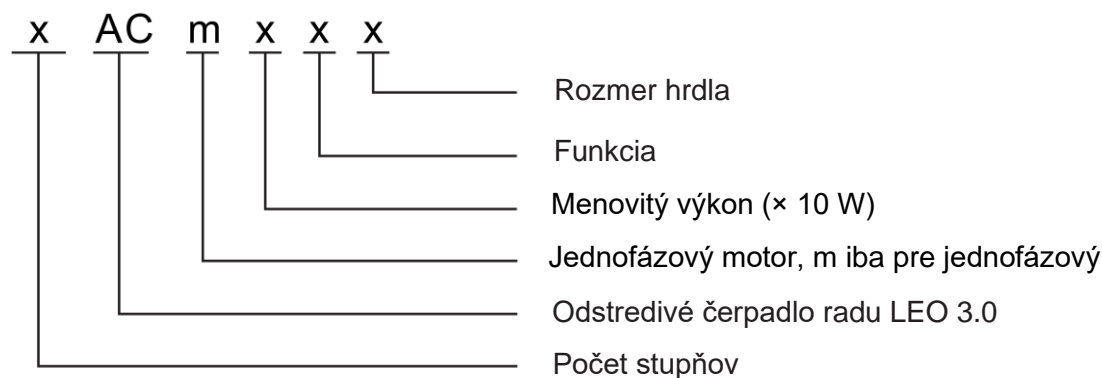 x AC m x x x
Rozmer hrdla
Funkcia
Menovitý výkon (× 10 W)
Jednofázový motor, m iba pre jednofázový
Odstredivé čerpadlo radu LEO 3.0
Počet stupňov